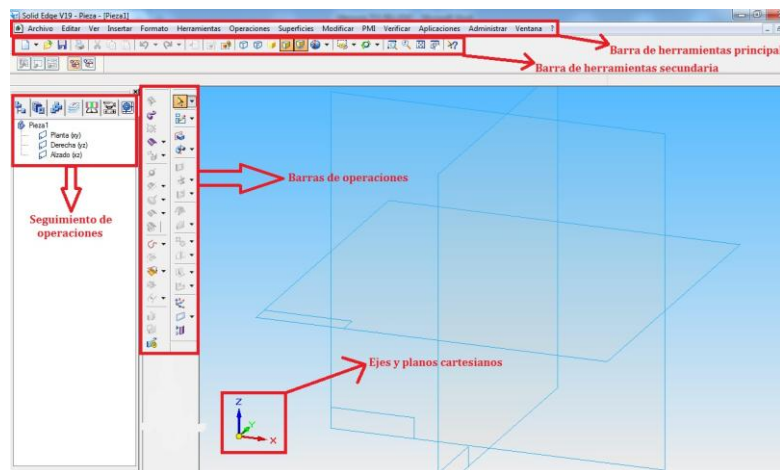 Solid Edge V19 - Pieza - [Pieza1]
Archivo Editar Ver Insertar Formato Herramientas Operaciones Superficies Modificar PMI Verificar Aplicaciones Administrar Ventana ?
Barra de herramientas principal
Barra de herramientas secundaria
Pieza1
Planta (xy)
Derecha (yz)
Alzado (xz)
Barras de operaciones
Seguimiento de
operaciones
Ejes y planos cartesianos
Z
Y
X